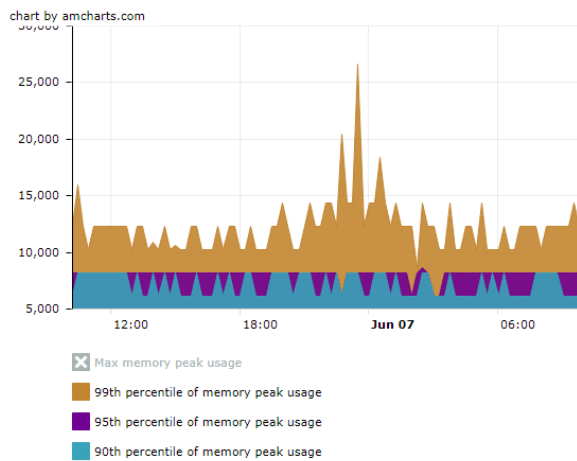 chart by amcharts.com
30,000
25,000
20,000
15,000
10,000
5,000
12:00 18:00 Jun 07 06:00
Max memory peak usage
99th percentile of memory peak usage
95th percentile of memory peak usage
90th percentile of memory peak usage